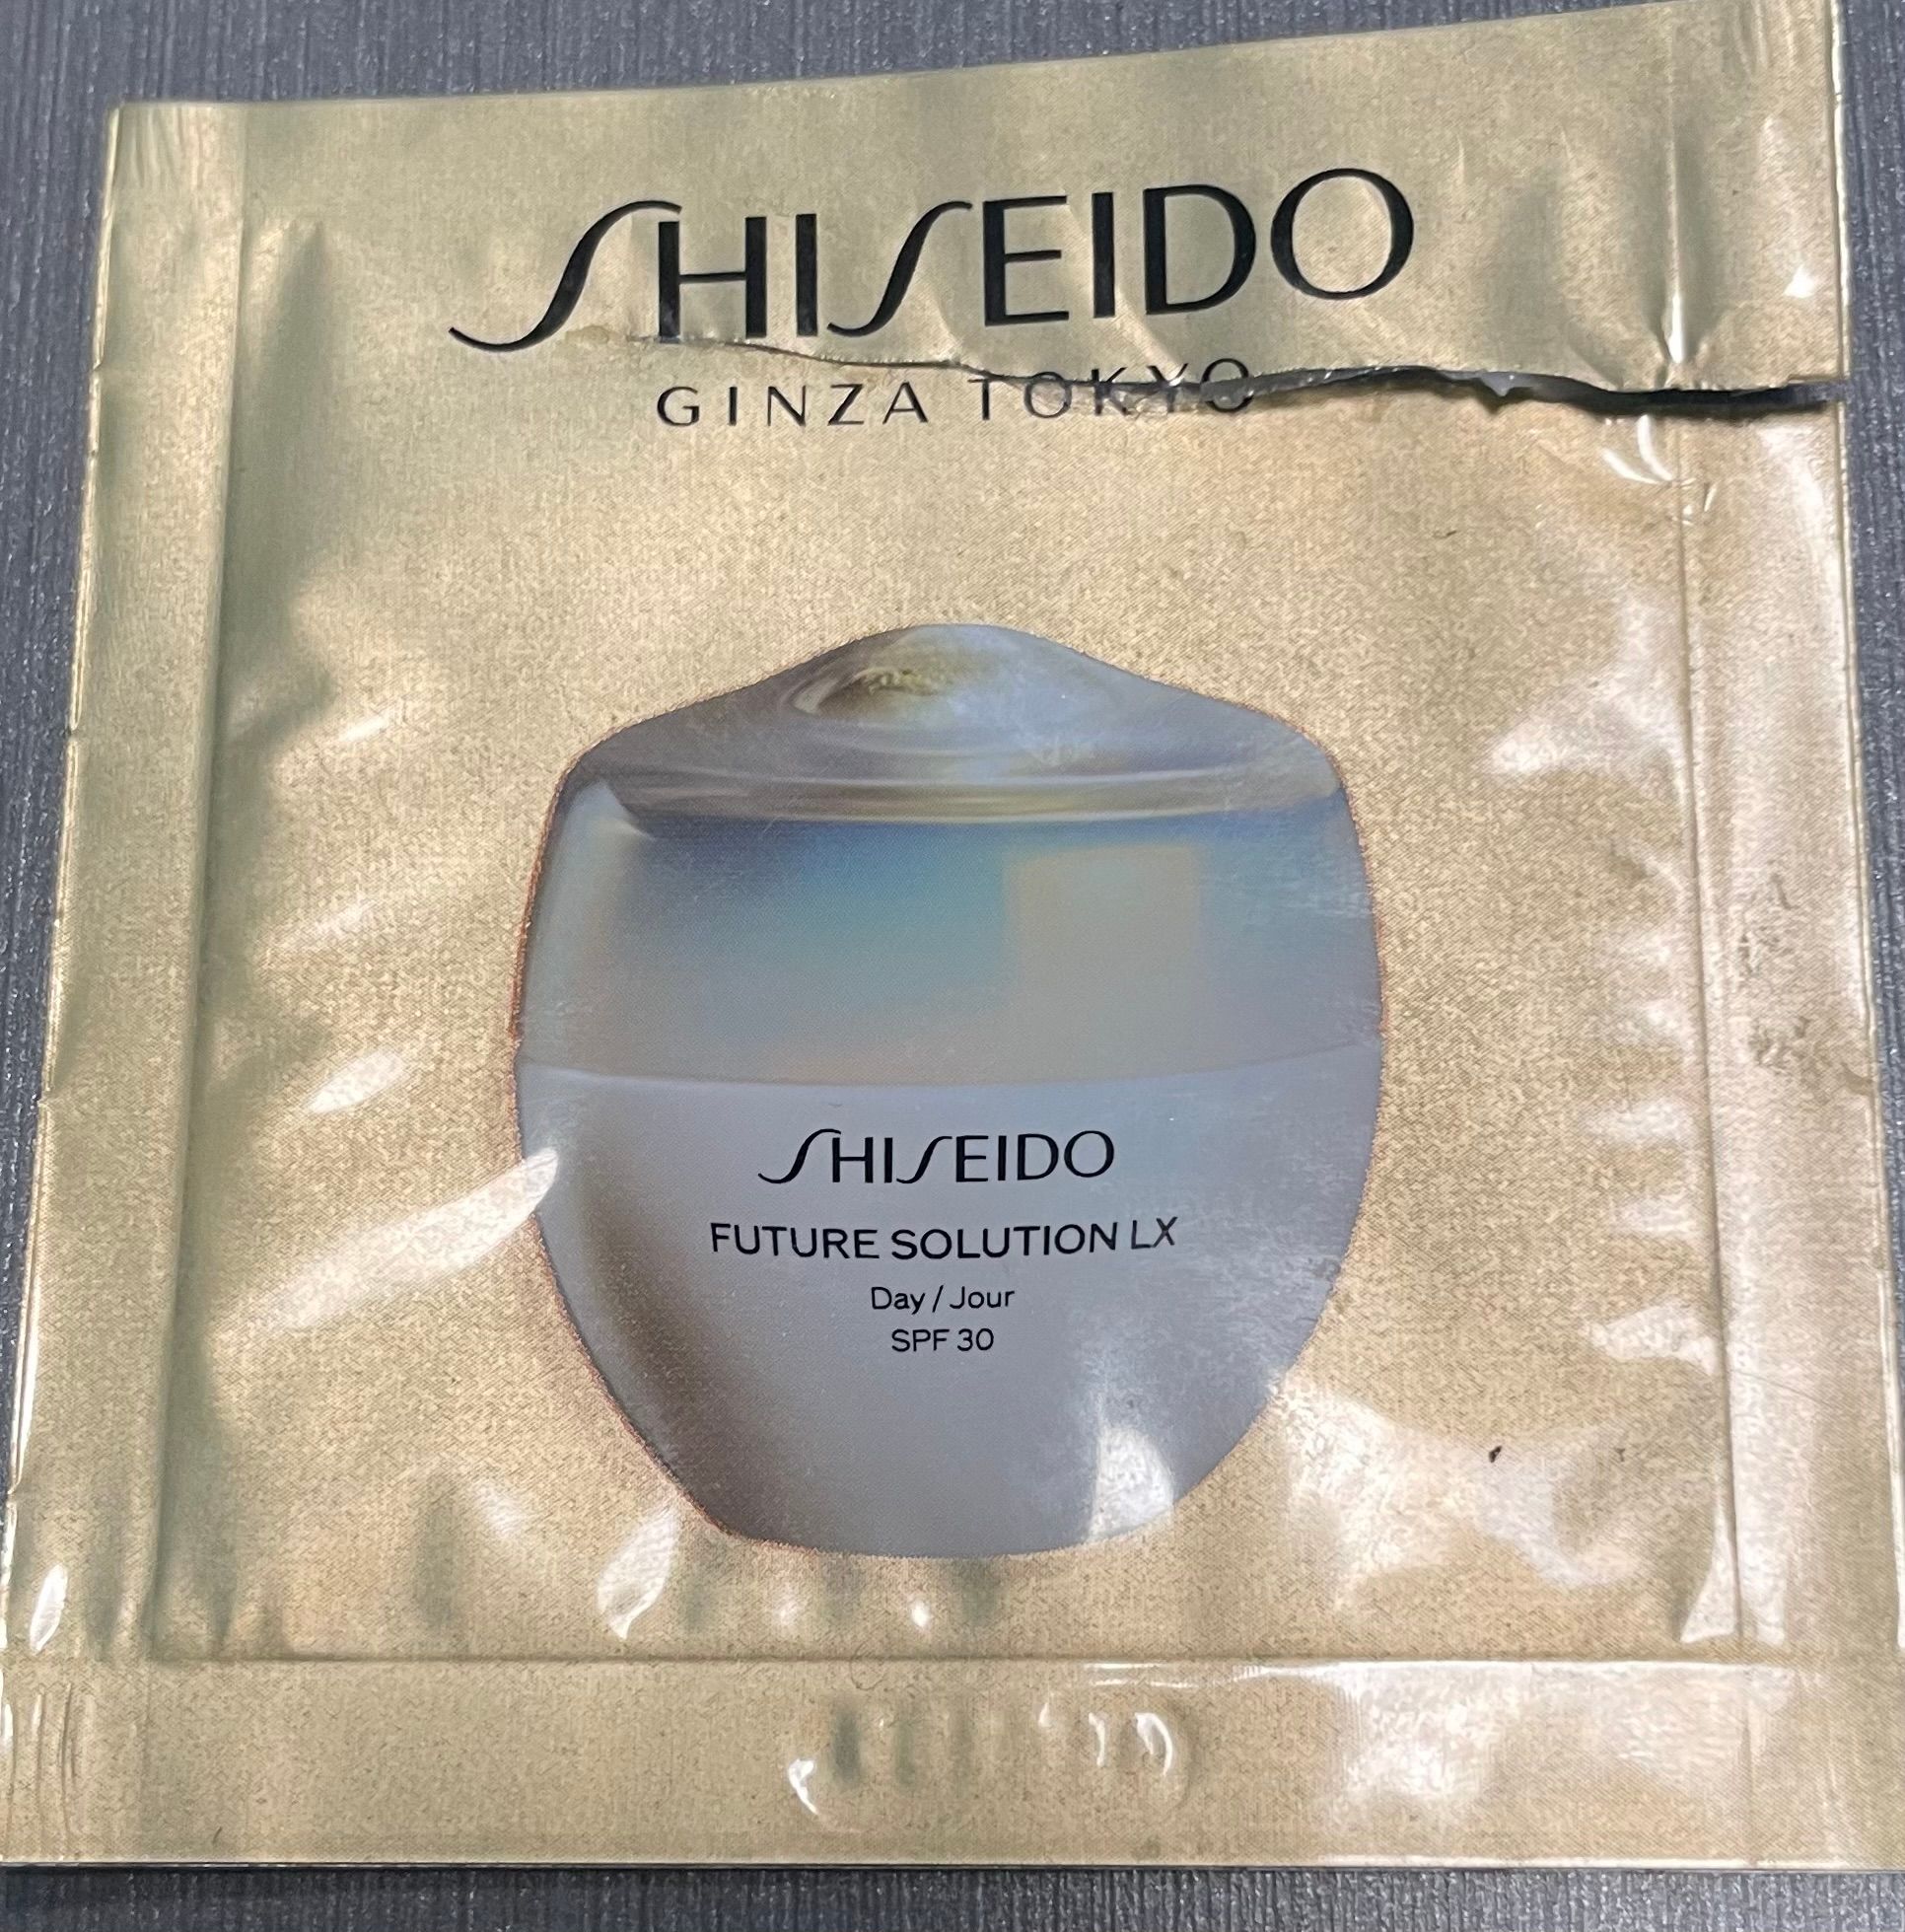 SHISEIDO
GINZA TOKYO
SHISEIDO
FUTURE SOLUTION LX
Day / Jour
SPF 30